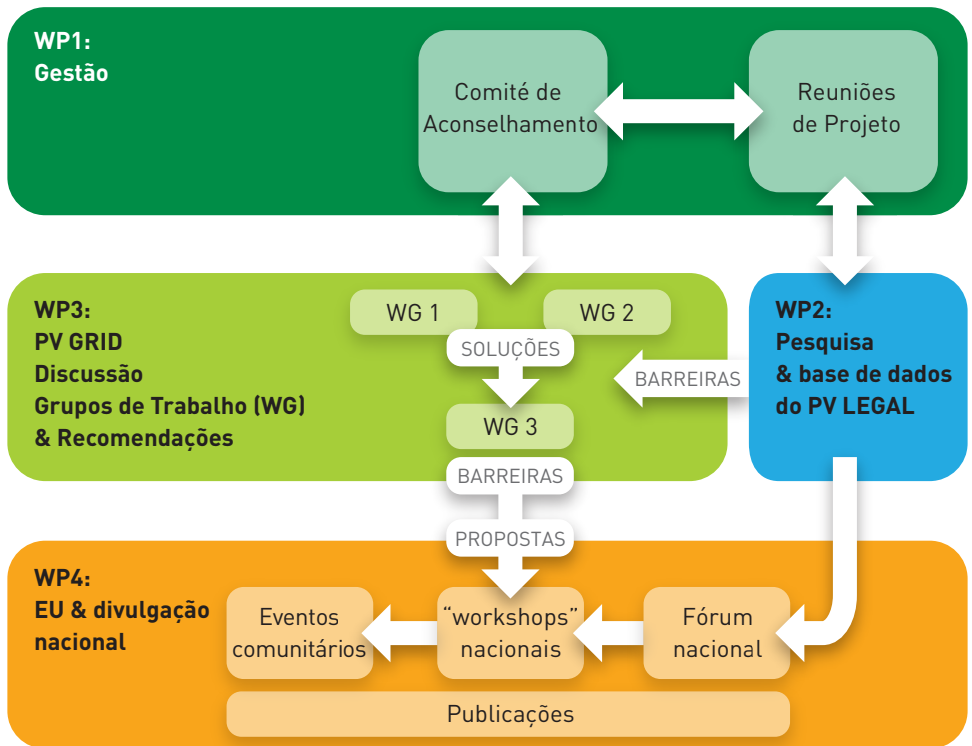 WP1:
Gestão
Comité de
Aconselhamento
Reuniões
de Projeto
WP3:
PV GRID
Discussão
Grupos de Trabalho (WG)
& Recomendações
WG 1
WG 2
SOLUÇÕES
WG 3
BARREIRAS
PROPOSTAS
BARREIRAS
WP2:
Pesquisa
& base de dados
do PV LEGAL
WP4:
EU & divulgação
nacional
Eventos
comunitários
“workshops”
nacionais
Fórum
nacional
Publicações